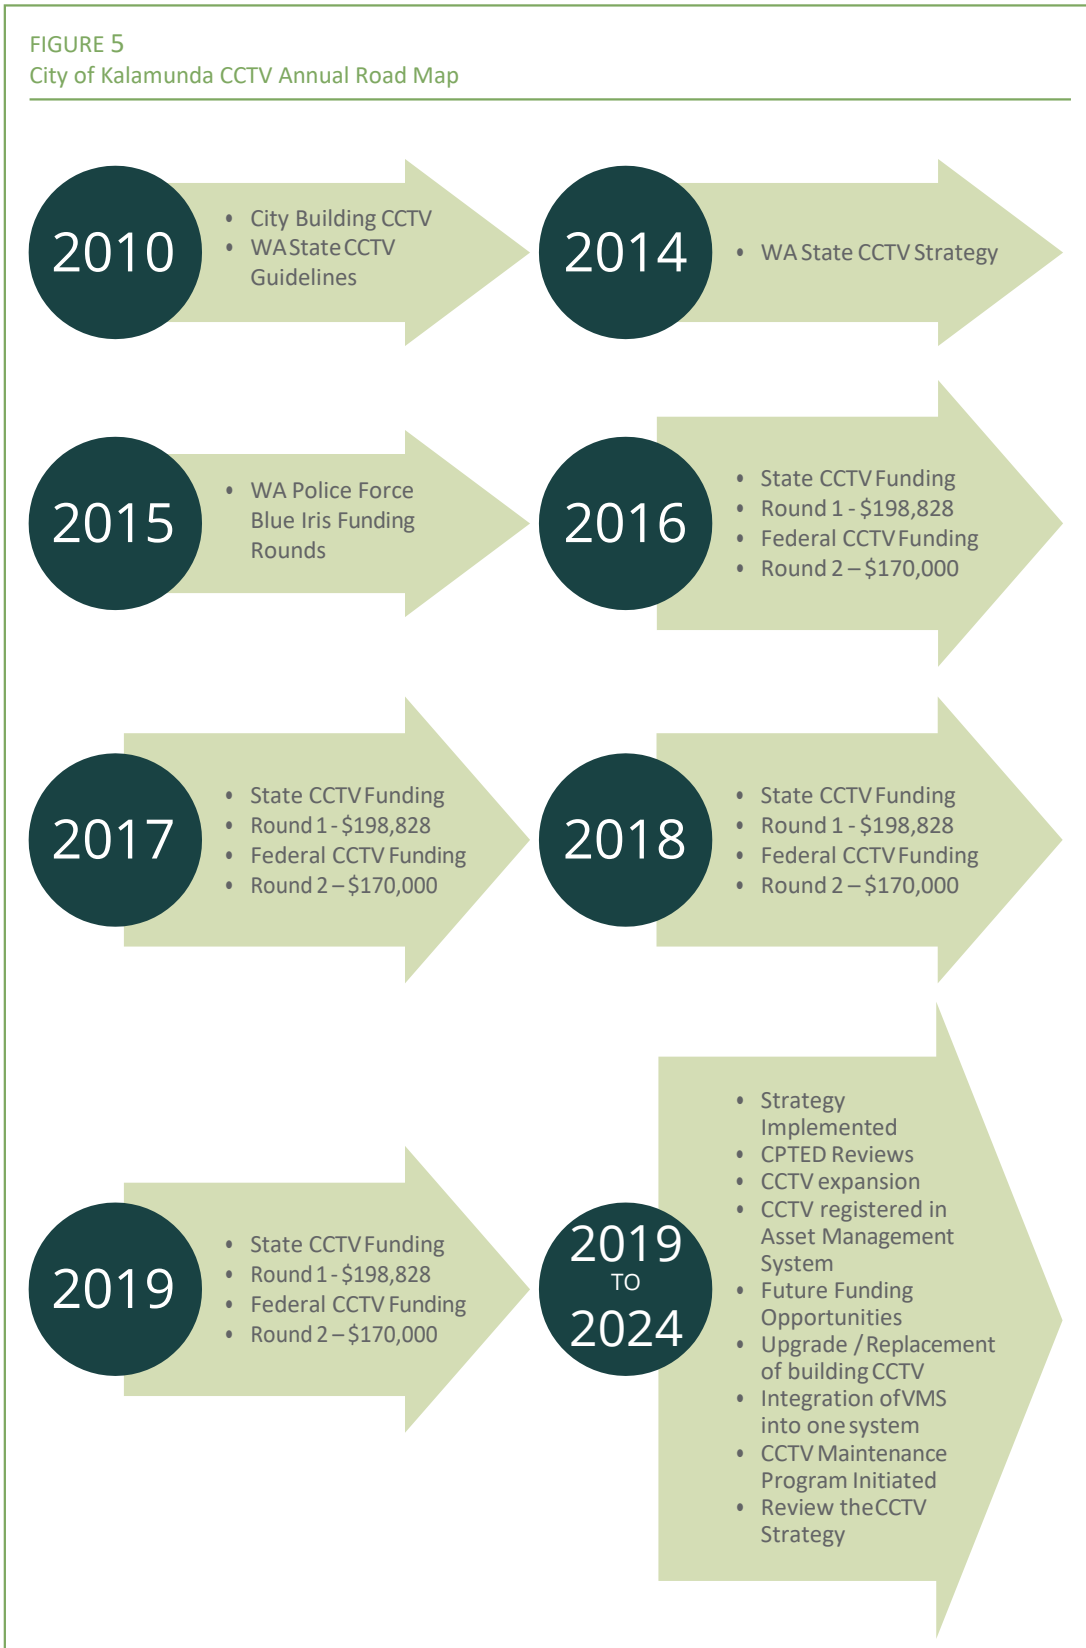 FIGURE 5
City of Kalamunda CCTV Annual Road Map
2010
• City Building CCTV
• WA State CCTV
Guidelines
2014
• WA State CCTV Strategy
2015
• WA Police Force
Blue Iris Funding
Rounds
2016
• State CCTV Funding
• Round 1 - $198,828
• Federal CCTV Funding
• Round 2 – $170,000
2017
• State CCTV Funding
• Round 1 - $198,828
• Federal CCTV Funding
• Round 2 – $170,000
2018
• State CCTV Funding
• Round 1 - $198,828
• Federal CCTV Funding
• Round 2 – $170,000
2019
• State CCTV Funding
• Round 1 - $198,828
• Federal CCTV Funding
• Round 2 – $170,000
2019
TO
2024
• Strategy
Implemented
• CPTED Reviews
• CCTV expansion
• CCTV registered in
Asset Management
System
• Future Funding
Opportunities
• Upgrade / Replacement
of building CCTV
• Integration of VMS
into one system
• CCTV Maintenance
Program Initiated
• Review the CCTV
Strategy